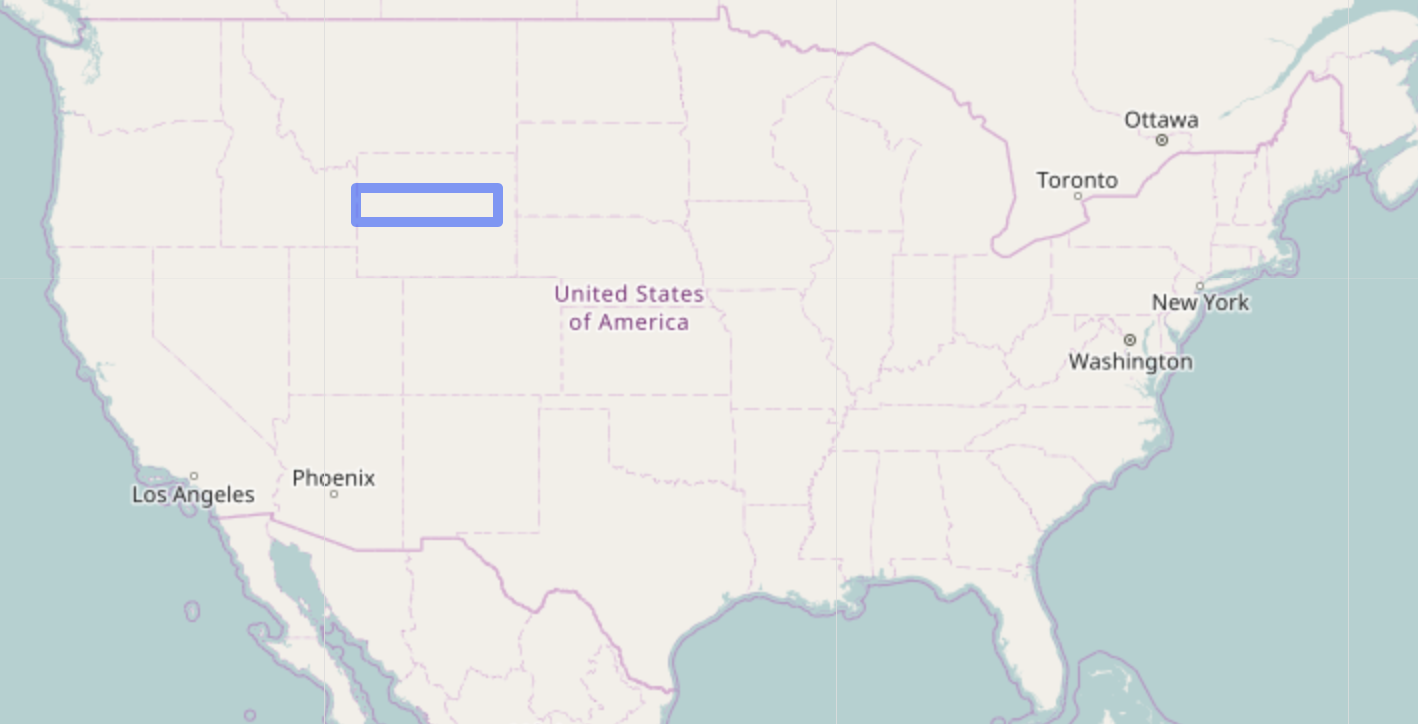 Ottawa
Toronto
United States
of America
New York
Washington
Phoenix
Los Angeles